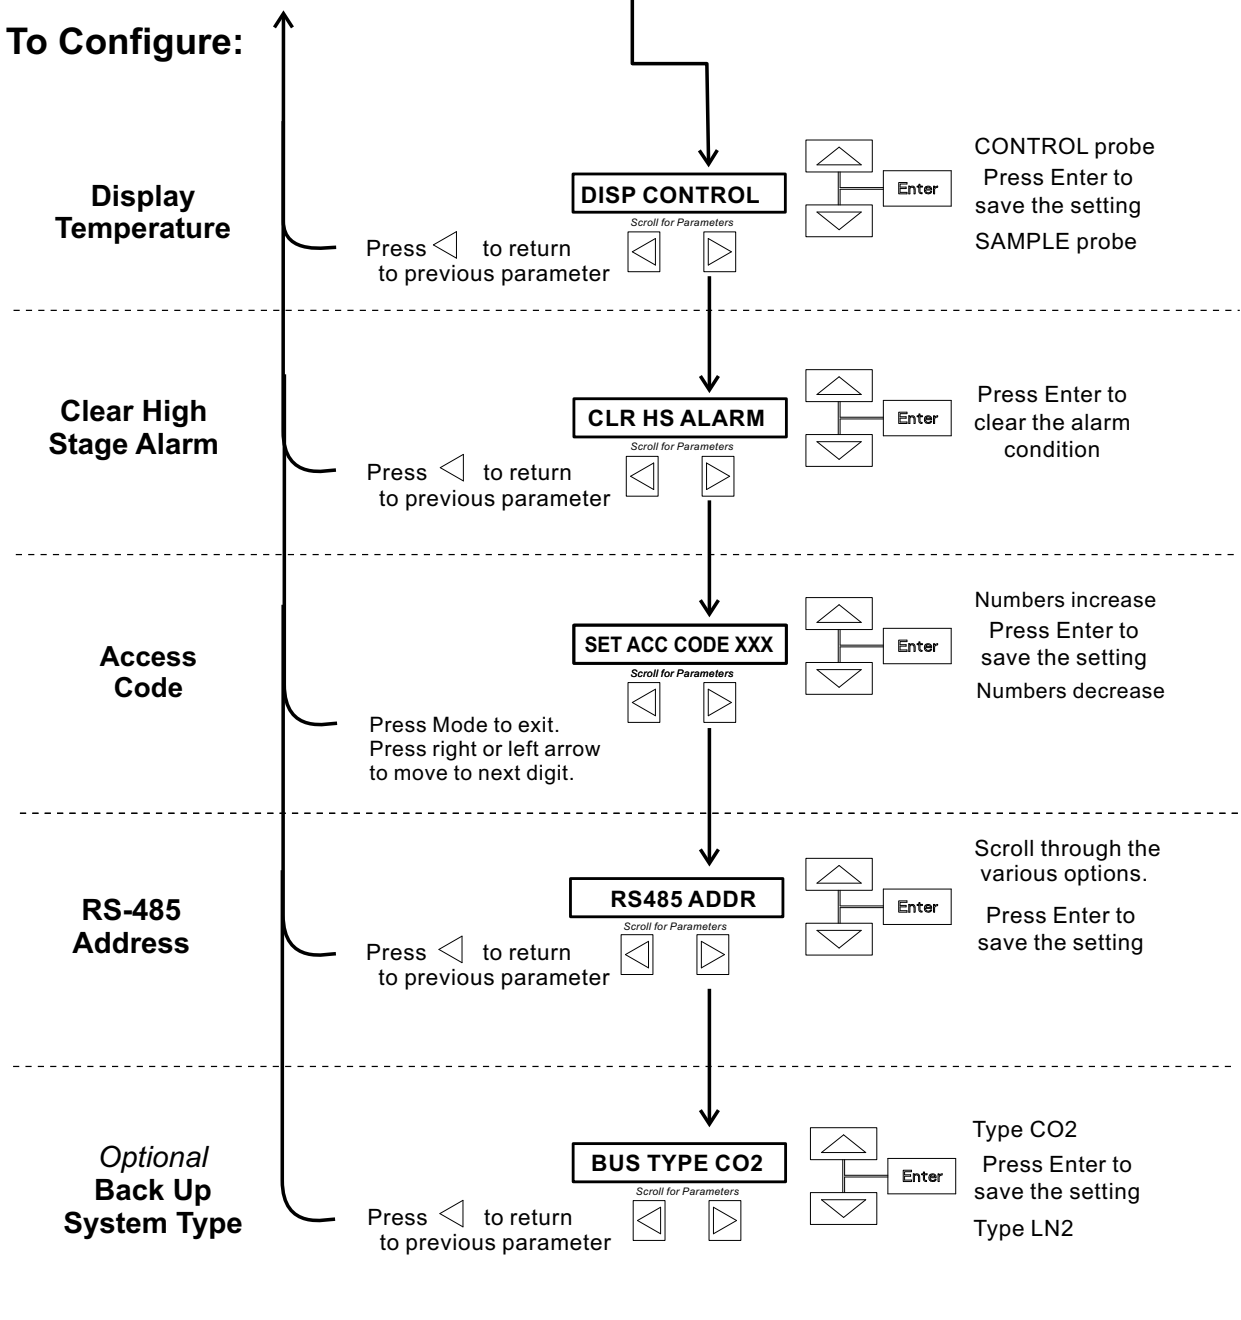 To Configure:
Display
Temperature
DISP CONTROL
Scroll for Parameters
Press to return
to previous parameter
CONTROL probe
Enter
Press Enter to
save the setting
SAMPLE probe
Clear High
Stage Alarm
CLR HS ALARM
Scroll for Parameters
Press to return
to previous parameter
Enter
Press Enter to
clear the alarm
condition
Access
Code
SET ACC CODE XXX
Scroll for Parameters
Press Mode to exit.
Press right or left arrow
to move to next digit.
Numbers increase
Enter
Press Enter to
save the setting
Numbers decrease
RS-485
Address
RS485 ADDR
Scroll for Parameters
Press to return
to previous parameter
Scroll through the
various options.
Enter
Press Enter to
save the setting
Optional
Back Up
System Type
BUS TYPE CO2
Scroll for Parameters
Press to return
to previous parameter
Type CO2
Enter
Press Enter to
save the setting
Type LN2